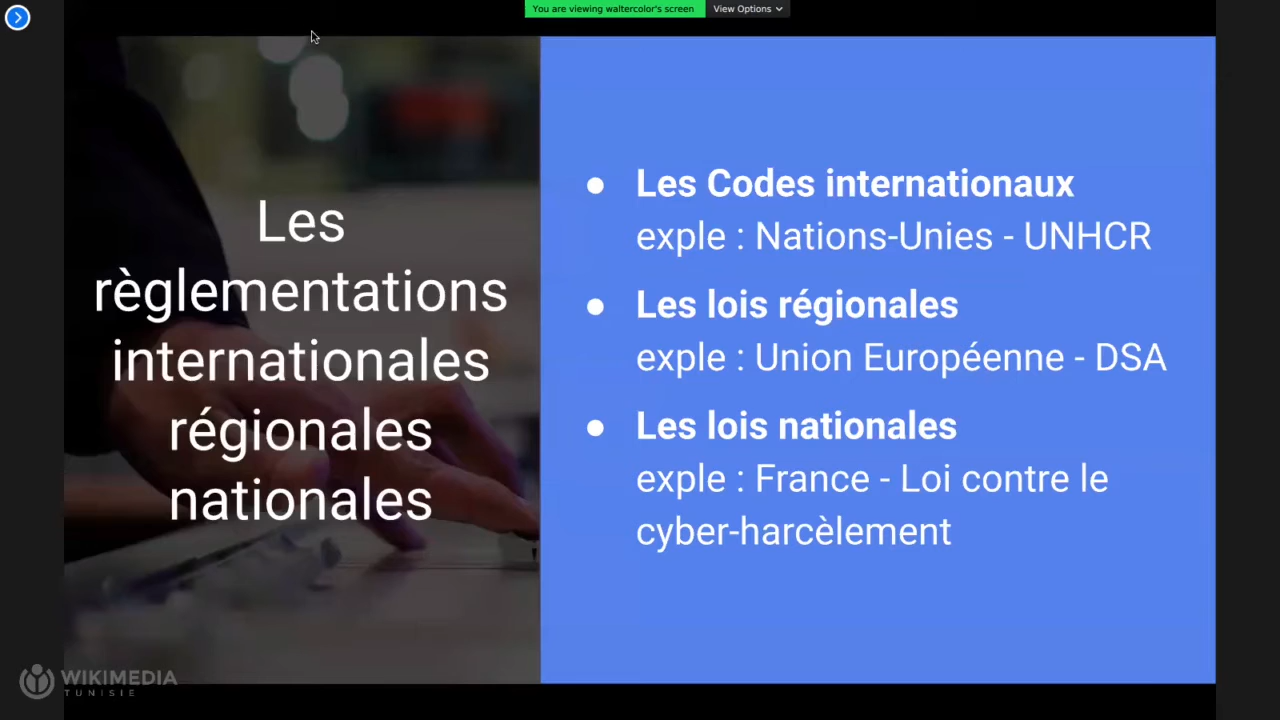 You are viewing waltercolor's screen
View Options
Les
règlementations
internationales
régionales
nationales
● Les Codes internationaux
exple : Nations-Unies - UNHCR
● Les lois régionales
exple : Union Européenne - DSA
● Les lois nationales
exple : France - Loi contre le
cyber-harcèlement
WIKIMEDIA
TUNISIE